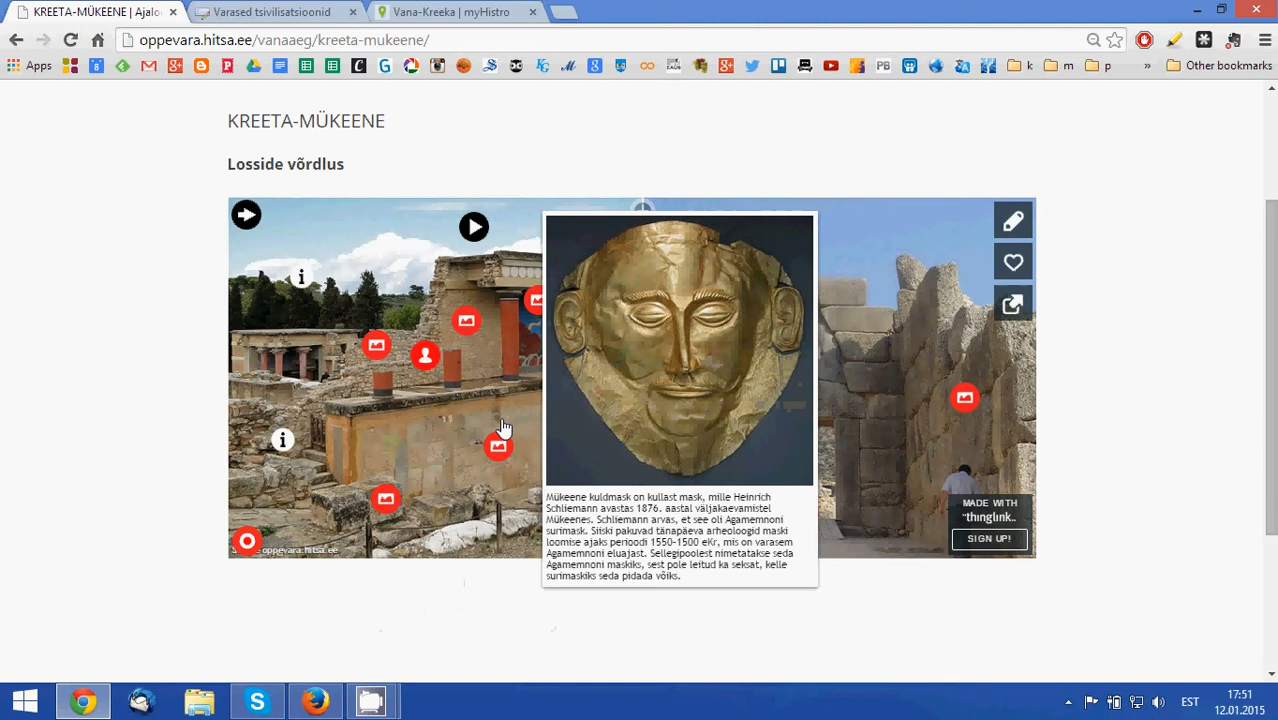 KREETA-MÜKEENE | Ajaloo
Varased tsivilisatsioonid
Vana-Kreeka | myHistro
oppevara.hitsa.ee/vanaaeg/kreeta-mukeene/
Apps
k
m
p
»
Other bookmarks
KREETA-MÜKEENE
Losside võrdlus
Mükeene kuldmask on kullast mask, mille Heinrich
Schliemann avastas 1876. aastal väljakaevamistel
Mükeenes. Schliemann arvas, et see oli Agamemnoni
surimask. Siiski pakuvad tänapäeva arheoloogid maski
loomise ajaks perioodi 1550-1500 eKr, mis on varasem
Agamemnoni eluajast. Sellegipoolest nimetatakse seda
Agamemnoni maskiks, sest pole leitud ka seksat, kelle
surimaskiks seda pidada võiks.
MADE WITH
thinglink..
SIGN UP!
oppevara.hitsa.ee
EST
17:51
12.01.2015